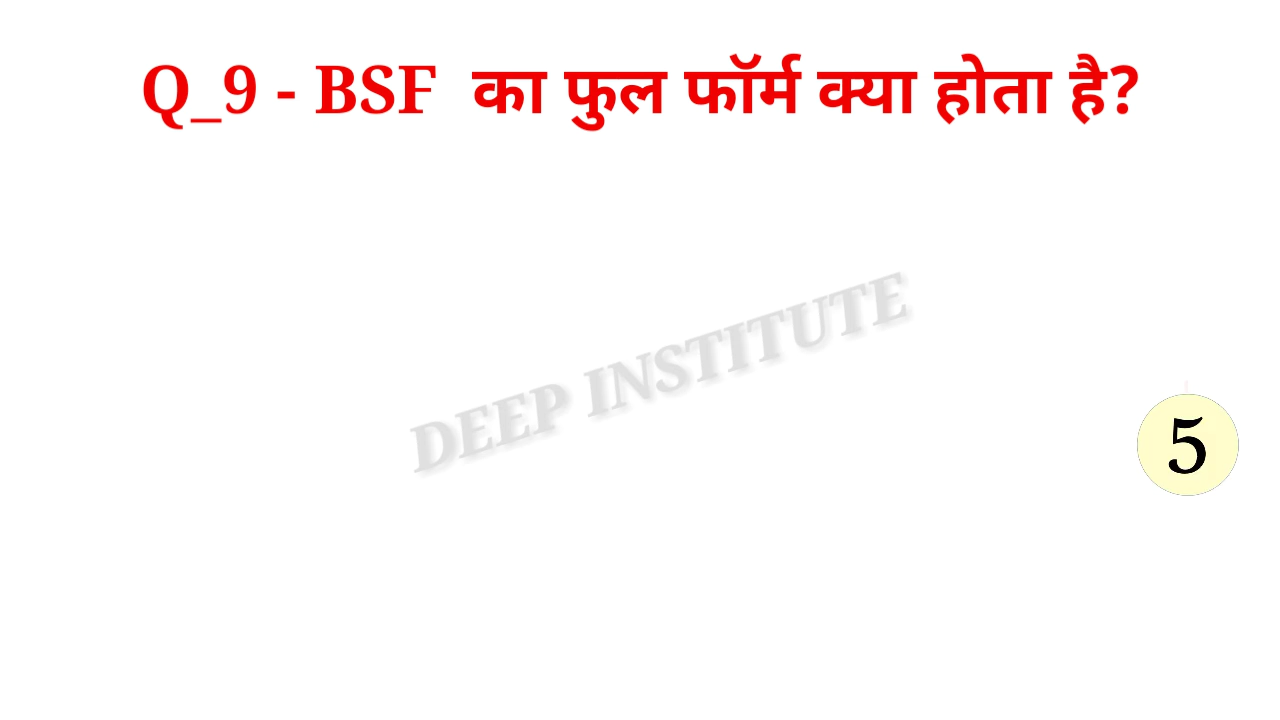 Q_9 - BSF का फुल फॉर्म क्या होता है?
DEEP INSTITUTE
5